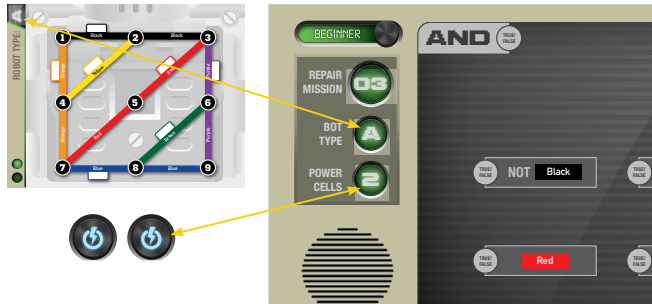 ROBOT TYPE: A
1 Black 2 Black 3
Orange
Yellow
Red
Purple
4 5 6
Orange
Red
Green
Purple
7 Blue 8 Blue 9
BEGINNER
REPAIR
MISSION
03
BOT
TYPE
A
POWER
CELLS
2
AND TRUE/
FALSE
TRUE/
FALSE
NOT Black
TRUE/
FALSE
TRUE/
FALSE
Red
TRUE/
FALSE